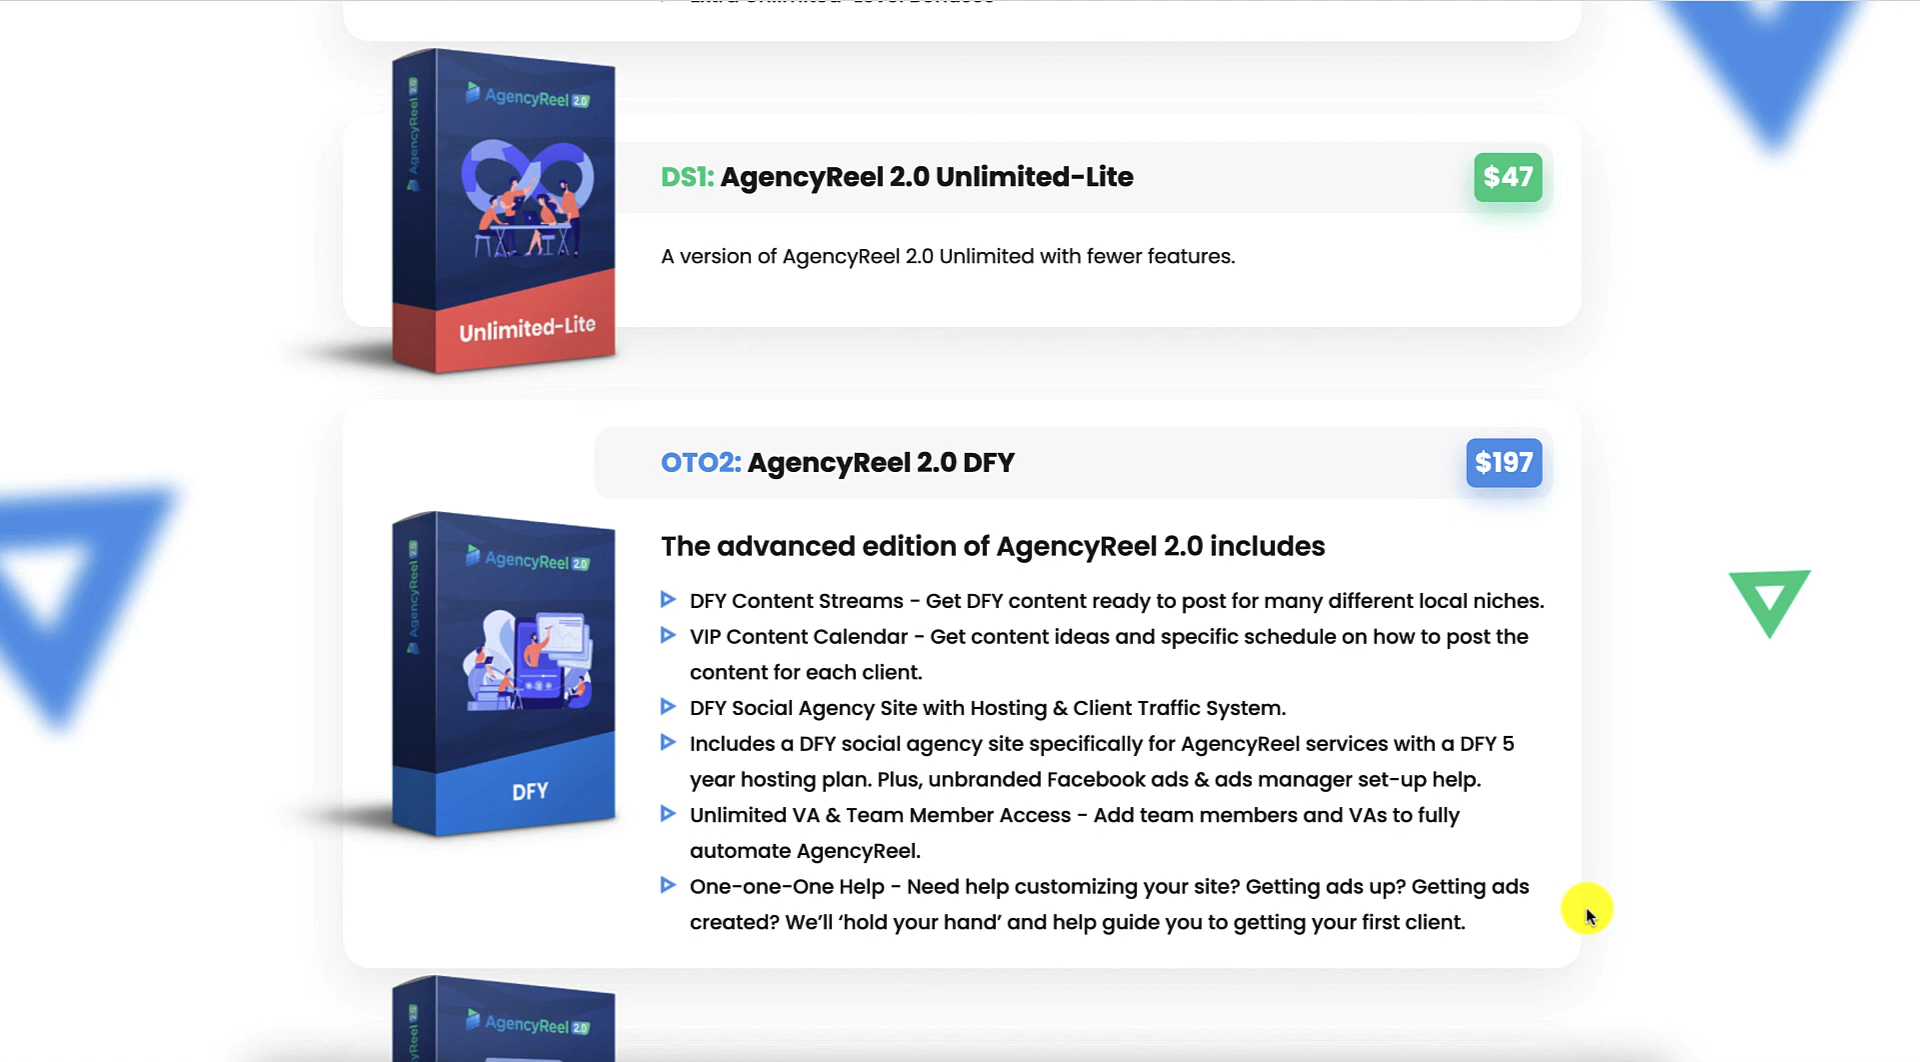 AgencyReel 2.0
AgencyReel 2.0
DS1: AgencyReel 2.0 Unlimited-Lite
$47
A version of AgencyReel 2.0 Unlimited with fewer features.
Unlimited-Lite
OTO2: AgencyReel 2.0 DFY
$197
AgencyReel 2.0
AgencyReel 2.0
The advanced edition of AgencyReel 2.0 includes
DFY Content Streams - Get DFY content ready to post for many different local niches.
VIP Content Calendar - Get content ideas and specific schedule on how to post the
content for each client.
DFY Social Agency Site with Hosting & Client Traffic System.
Includes a DFY social agency site specifically for AgencyReel services with a DFY 5
year hosting plan. Plus, unbranded Facebook ads & ads manager set-up help.
Unlimited VA & Team Member Access - Add team members and VAs to fully
automate AgencyReel.
One-one-One Help - Need help customizing your site? Getting ads up? Getting ads
created? We’ll ‘hold your hand’ and help guide you to getting your first client.
DFY
AgencyReel 2.0